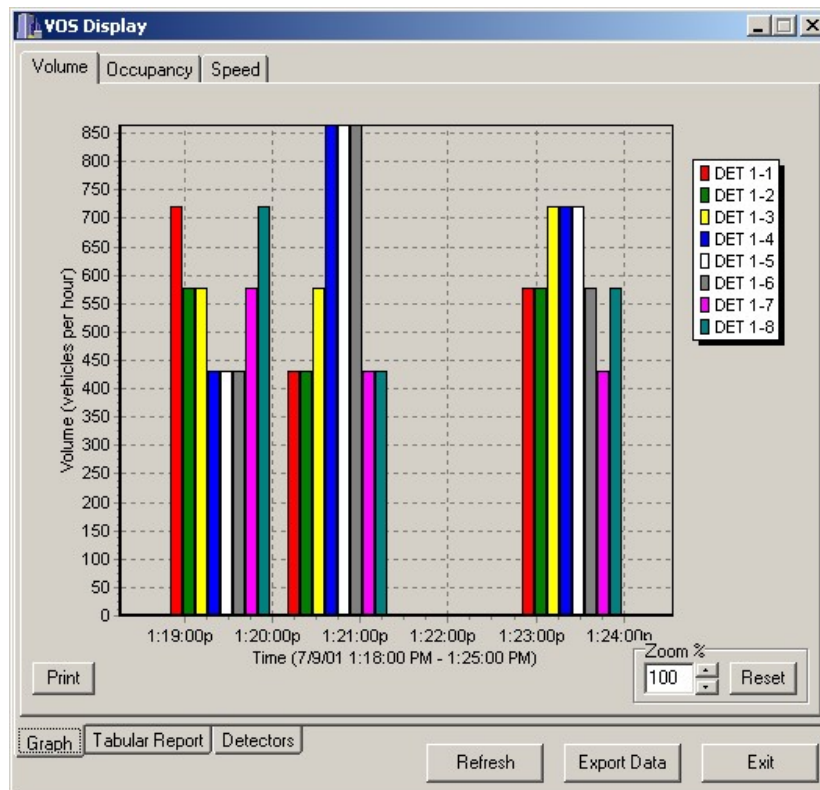 VOS Display
Volume Occupancy Speed
850
800
750
700
650
600
550
500
450
400
350
300
250
200
150
100
50
0
Volume (vehicles per hour)
1:19:00p 1:20:00p 1:21:00p 1:22:00p 1:23:00p 1:24:00p
Time (7/9/01 1:18:00 PM - 1:25:00 PM)
DET 1-1
DET 1-2
DET 1-3
DET 1-4
DET 1-5
DET 1-6
DET 1-7
DET 1-8
Print
Zoom %
100
Reset
Graph Tabular Report Detectors
Refresh Export Data Exit